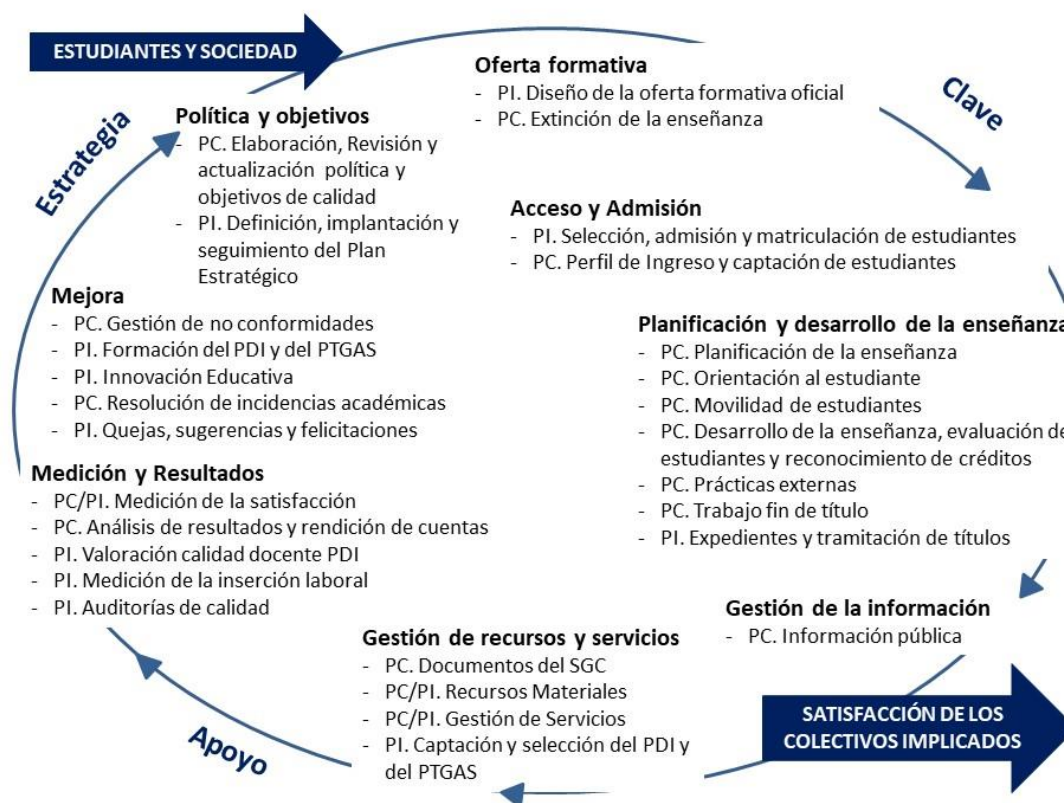 ESTUDIANTES Y SOCIEDAD
Estrategia
Clave
Oferta formativa
- PI. Diseño de la oferta formativa oficial
- PC. Extinción de la enseñanza
Política y objetivos
- PC. Elaboración, Revisión y
actualización política y
objetivos de calidad
- PI. Definición, implantación y
seguimiento del Plan
Estratégico
Acceso y Admisión
- PI. Selección, admisión y matriculación de estudiantes
- PC. Perfil de Ingreso y captación de estudiantes
Mejora
- PC. Gestión de no conformidades
- PI. Formación del PDI y del PTGAS
- PI. Innovación Educativa
- PC. Resolución de incidencias académicas
- PI. Quejas, sugerencias y felicitaciones
Planificación y desarrollo de la enseñanza
- PC. Planificación de la enseñanza
- PC. Orientación al estudiante
- PC. Movilidad de estudiantes
- PC. Desarrollo de la enseñanza, evaluación de
estudiantes y reconocimiento de créditos
- PC. Prácticas externas
- PC. Trabajo fin de título
- PI. Expedientes y tramitación de títulos
Medición y Resultados
- PC/PI. Medición de la satisfacción
- PC. Análisis de resultados y rendición de cuentas
- PI. Valoración calidad docente PDI
- PI. Medición de la inserción laboral
- PI. Auditorías de calidad
Gestión de la información
- PC. Información pública
Gestión de recursos y servicios
- PC. Documentos del SGC
- PC/PI. Recursos Materiales
- PC/PI. Gestión de Servicios
- PI. Captación y selección del PDI y
del PTGAS
Apoyo
SATISFACCIÓN DE LOS
COLECTIVOS IMPLICADOS